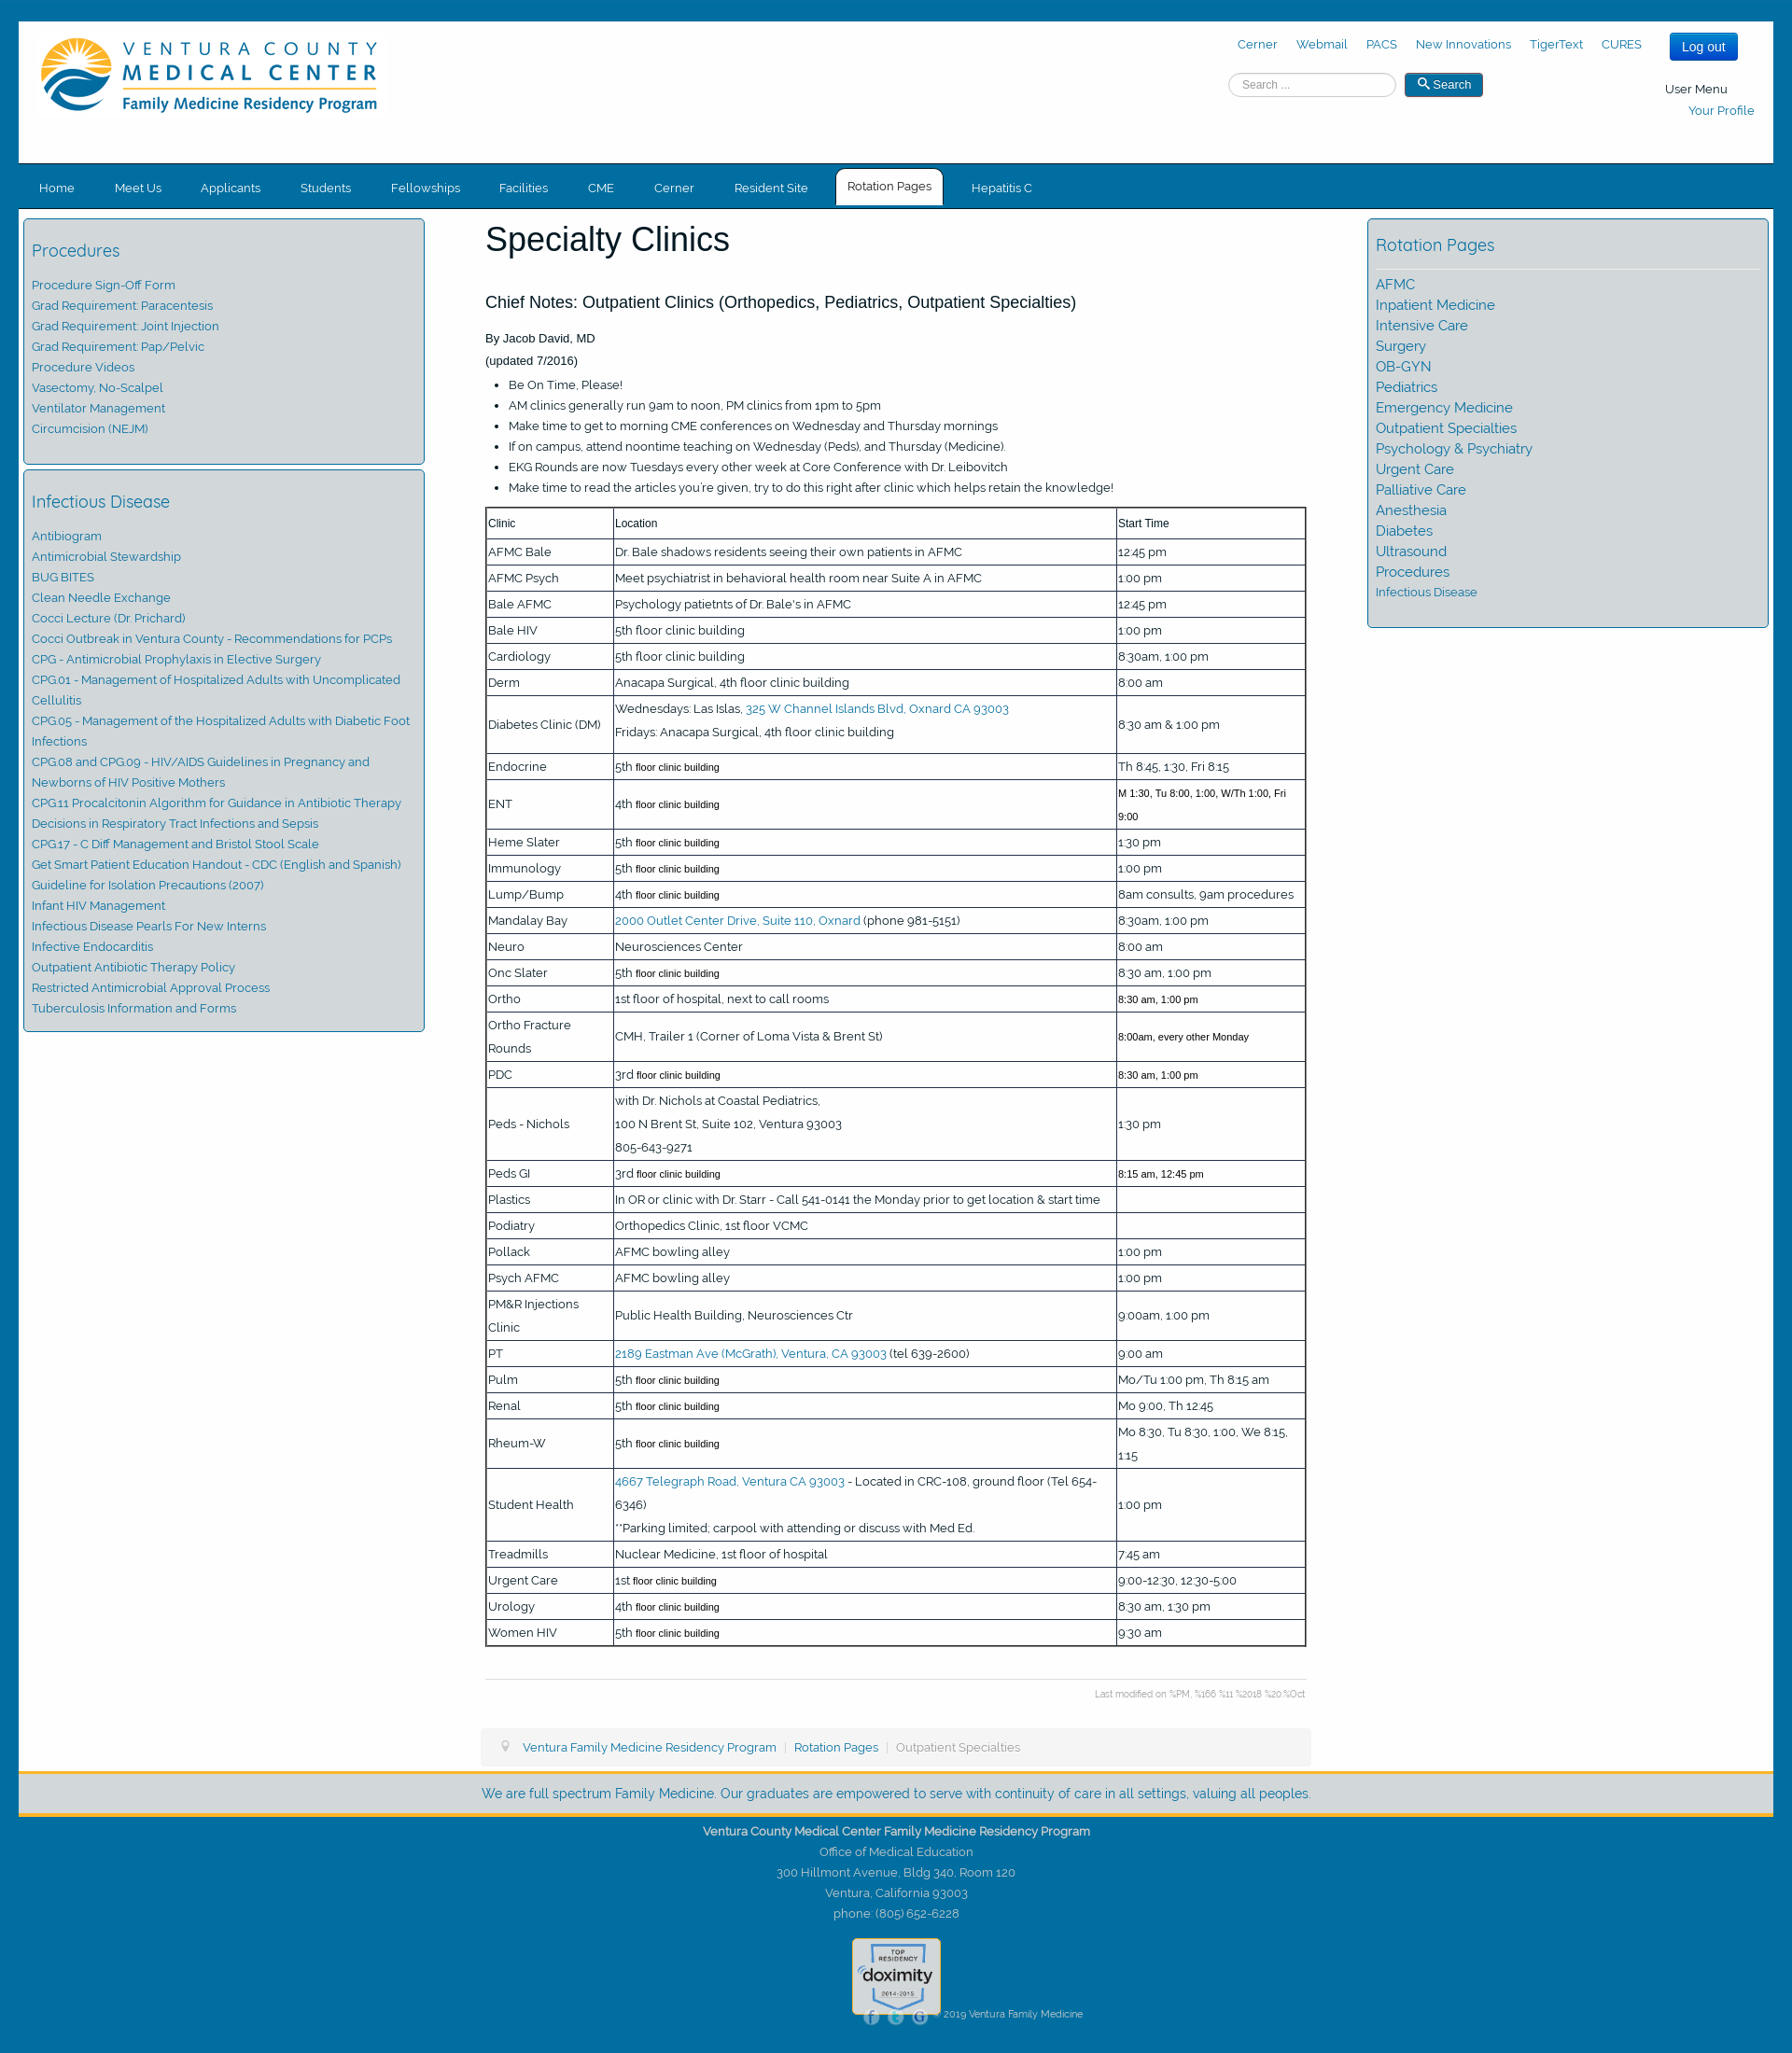 VENTURA COUNTY
MEDICAL CENTER
Family Medicine Residency Program
Cerner Webmail PACS New Innovations TigerText CURES
Log out
Search ...
Search
User Menu
Your Profile
Home Meet Us Applicants Students Fellowships Facilities CME Cerner Resident Site Rotation Pages Hepatitis C
Procedures
Procedure Sign-Off Form
Grad Requirement: Paracentesis
Grad Requirement: Joint Injection
Grad Requirement: Pap/Pelvic
Procedure Videos
Vasectomy, No-Scalpel
Ventilator Management
Circumcision (NEJM)
Infectious Disease
Antibiogram
Antimicrobial Stewardship
BUG BITES
Clean Needle Exchange
Cocci Lecture (Dr. Prichard)
Cocci Outbreak in Ventura County - Recommendations for PCPs
CPG - Antimicrobial Prophylaxis in Elective Surgery
CPG.01 - Management of Hospitalized Adults with Uncomplicated
Cellulitis
CPG.05 - Management of the Hospitalized Adults with Diabetic Foot
Infections
CPG.08 and CPG.09 - HIV/AIDS Guidelines in Pregnancy and
Newborns of HIV Positive Mothers
CPG.11 Procalcitonin Algorithm for Guidance in Antibiotic Therapy
Decisions in Respiratory Tract Infections and Sepsis
CPG.17 - C Diff Management and Bristol Stool Scale
Get Smart Patient Education Handout - CDC (English and Spanish)
Guideline for Isolation Precautions (2007)
Infant HIV Management
Infectious Disease Pearls For New Interns
Infective Endocarditis
Outpatient Antibiotic Therapy Policy
Restricted Antimicrobial Approval Process
Tuberculosis Information and Forms
Specialty Clinics
Chief Notes: Outpatient Clinics (Orthopedics, Pediatrics, Outpatient Specialties)
By Jacob David, MD
(updated 7/2016)
• Be On Time, Please!
• AM clinics generally run 9am to noon, PM clinics from 1pm to 5pm
• Make time to get to morning CME conferences on Wednesday and Thursday mornings
• If on campus, attend noontime teaching on Wednesday (Peds), and Thursday (Medicine).
• EKG Rounds are now Tuesdays every other week at Core Conference with Dr. Leibovitch
• Make time to read the articles you're given, try to do this right after clinic which helps retain the knowledge!
Clinic Location Start Time
AFMC Bale Dr. Bale shadows residents seeing their own patients in AFMC 12:45 pm
AFMC Psych Meet psychiatrist in behavioral health room near Suite A in AFMC 1:00 pm
Bale AFMC Psychology patietnts of Dr. Bale's in AFMC 12:45 pm
Bale HIV 5th floor clinic building 1:00 pm
Cardiology 5th floor clinic building 8:30am, 1:00 pm
Derm Anacapa Surgical, 4th floor clinic building 8:00 am
Diabetes Clinic (DM) Wednesdays: Las Islas, 325 W Channel Islands Blvd, Oxnard CA 93003
Fridays: Anacapa Surgical, 4th floor clinic building 8:30 am & 1:00 pm
Endocrine 5th floor clinic building Th 8:45, 1:30, Fri 8:15
ENT 4th floor clinic building M 1:30, Tu 8:00, 1:00, W/Th 1:00, Fri
9:00
Heme Slater 5th floor clinic building 1:30 pm
Immunology 5th floor clinic building 1:00 pm
Lump/Bump 4th floor clinic building 8am consults, 9am procedures
Mandalay Bay 2000 Outlet Center Drive, Suite 110, Oxnard (phone 981-5151) 8:30am, 1:00 pm
Neuro Neurosciences Center 8:00 am
Onc Slater 5th floor clinic building 8:30 am, 1:00 pm
Ortho 1st floor of hospital, next to call rooms 8:30 am, 1:00 pm
Ortho Fracture
Rounds CMH, Trailer 1 (Corner of Loma Vista & Brent St) 8:00am, every other Monday
PDC 3rd floor clinic building 8:30 am, 1:00 pm
Peds - Nichols with Dr. Nichols at Coastal Pediatrics,
100 N Brent St, Suite 102, Ventura 93003
805-643-9271 1:30 pm
Peds GI 3rd floor clinic building 8:15 am, 12:45 pm
Plastics In OR or clinic with Dr. Starr - Call 541-0141 the Monday prior to get location & start time
Podiatry Orthopedics Clinic, 1st floor VCMC
Pollack AFMC bowling alley 1:00 pm
Psych AFMC AFMC bowling alley 1:00 pm
PM&R Injections
Clinic Public Health Building, Neurosciences Ctr 9:00am, 1:00 pm
PT 2189 Eastman Ave (McGrath), Ventura, CA 93003 (tel 639-2600) 9:00 am
Pulm 5th floor clinic building Mo/Tu 1:00 pm, Th 8:15 am
Renal 5th floor clinic building Mo 9:00, Th 12:45
Rheum-W 5th floor clinic building Mo 8:30, Tu 8:30, 1:00, We 8:15,
1:15
Student Health 4667 Telegraph Road, Ventura CA 93003 - Located in CRC-108, ground floor (Tel 654-
6346)
**Parking limited; carpool with attending or discuss with Med Ed. 1:00 pm
Treadmills Nuclear Medicine, 1st floor of hospital 7:45 am
Urgent Care 1st floor clinic building 9:00-12:30, 12:30-5:00
Urology 4th floor clinic building 8:30 am, 1:30 pm
Women HIV 5th floor clinic building 9:30 am
Last modified on %PM, %166 %11 %2018 %20:%Oct
Ventura Family Medicine Residency Program | Rotation Pages | Outpatient Specialties
Rotation Pages
AFMC
Inpatient Medicine
Intensive Care
Surgery
OB-GYN
Pediatrics
Emergency Medicine
Outpatient Specialties
Psychology & Psychiatry
Urgent Care
Palliative Care
Anesthesia
Diabetes
Ultrasound
Procedures
Infectious Disease
We are full spectrum Family Medicine. Our graduates are empowered to serve with continuity of care in all settings, valuing all peoples.
Ventura County Medical Center Family Medicine Residency Program
Office of Medical Education
300 Hillmont Avenue, Bldg 340, Room 120
Ventura, California 93003
phone: (805) 652-6228
TOP
RESIDENCY
doximity
2014-2015
f t G © 2019 Ventura Family Medicine